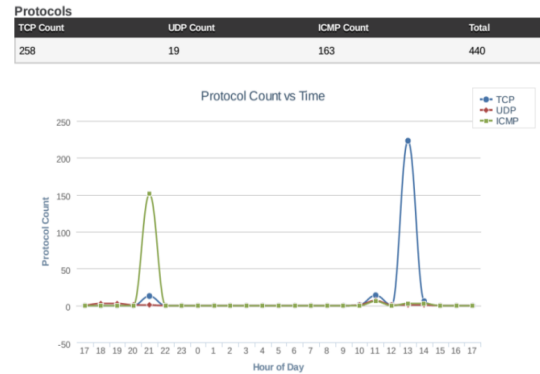 Protocols
TCP Count UDP Count ICMP Count Total
258 19 163 440
Protocol Count vs Time
TCP
UDP
ICMP
250
200
150
100
50
0
-50
Protocol Count
17 18 19 20 21 22 23 0 1 2 3 4 5 6 7 8 9 10 11 12 13 14 15 16 17
Hour of Day